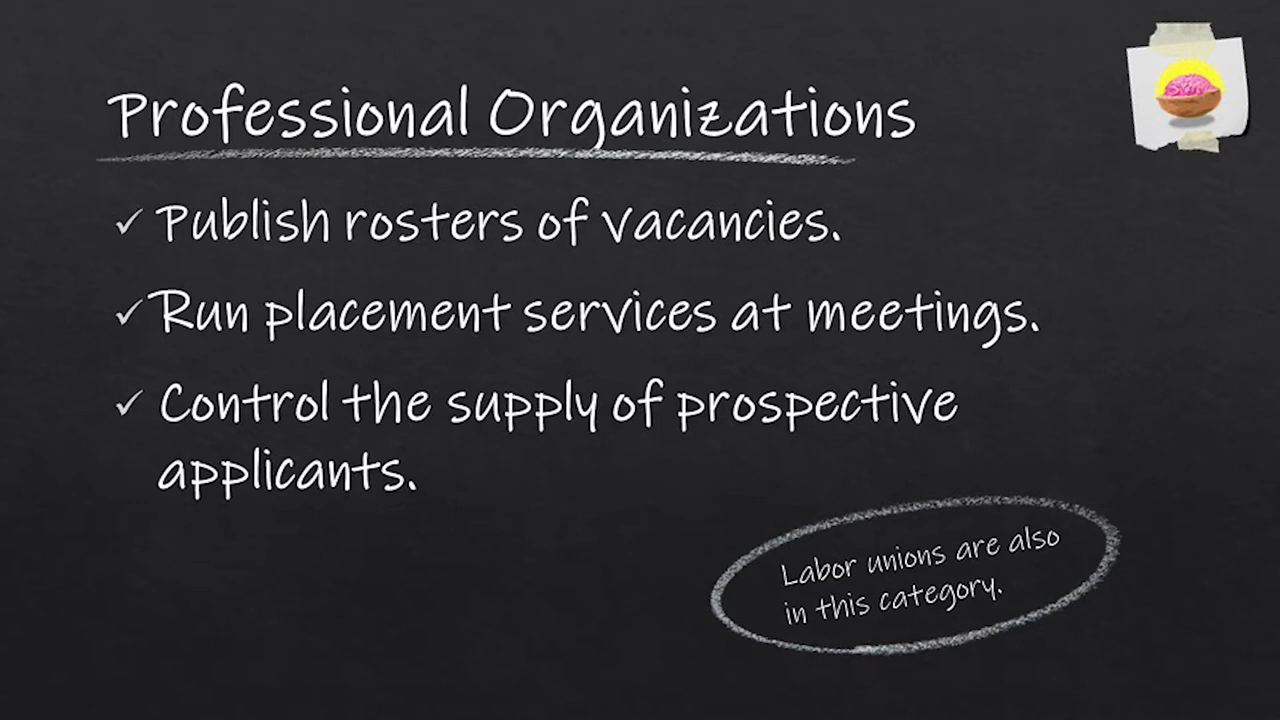 Professional Organizations
✓ Publish rosters of vacancies.
✓ Run placement services at meetings.
✓ Control the supply of prospective
applicants.
Labor unions are also
in this category.